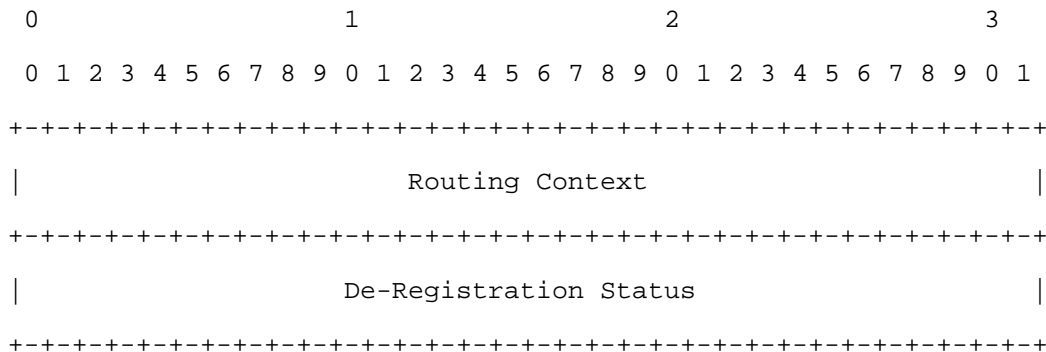 0                   1                   2                   3
 0 1 2 3 4 5 6 7 8 9 0 1 2 3 4 5 6 7 8 9 0 1 2 3 4 5 6 7 8 9 0 1
+-+-+-+-+-+-+-+-+-+-+-+-+-+-+-+-+-+-+-+-+-+-+-+-+-+-+-+-+-+-+-+-+
|                        Routing Context                        |
+-+-+-+-+-+-+-+-+-+-+-+-+-+-+-+-+-+-+-+-+-+-+-+-+-+-+-+-+-+-+-+-+
|                    De-Registration Status                     |
+-+-+-+-+-+-+-+-+-+-+-+-+-+-+-+-+-+-+-+-+-+-+-+-+-+-+-+-+-+-+-+-+